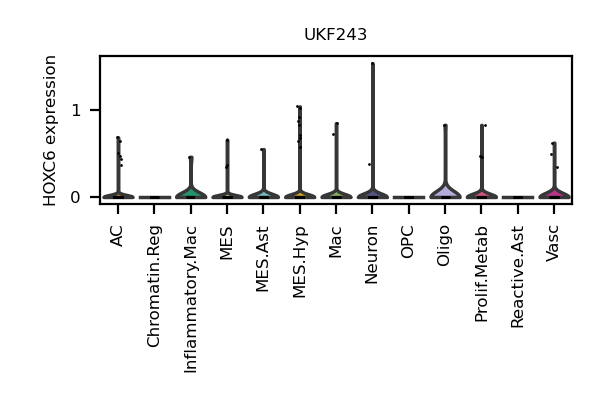 UKF243
HOXC6 expression
1
0
AC
Chromatin.Reg
Inflammatory.Mac
MES
MES.Ast
MES.Hyp
Mac
Neuron
OPC
Oligo
Prolif.Metab
Reactive.Ast
Vasc